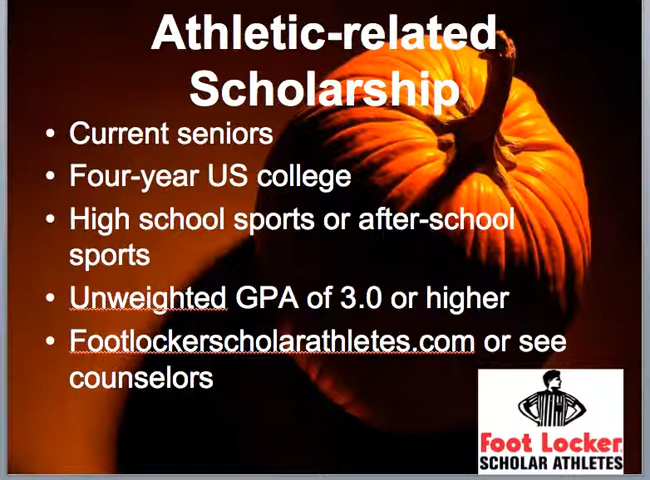 Athletic-related
Scholarship
• Current seniors
• Four-year US college
• High school sports or after-school
sports
• Unweighted GPA of 3.0 or higher
• Footlockerscholarathletes.com or see
counselors
Foot Locker
SCHOLAR ATHLETES